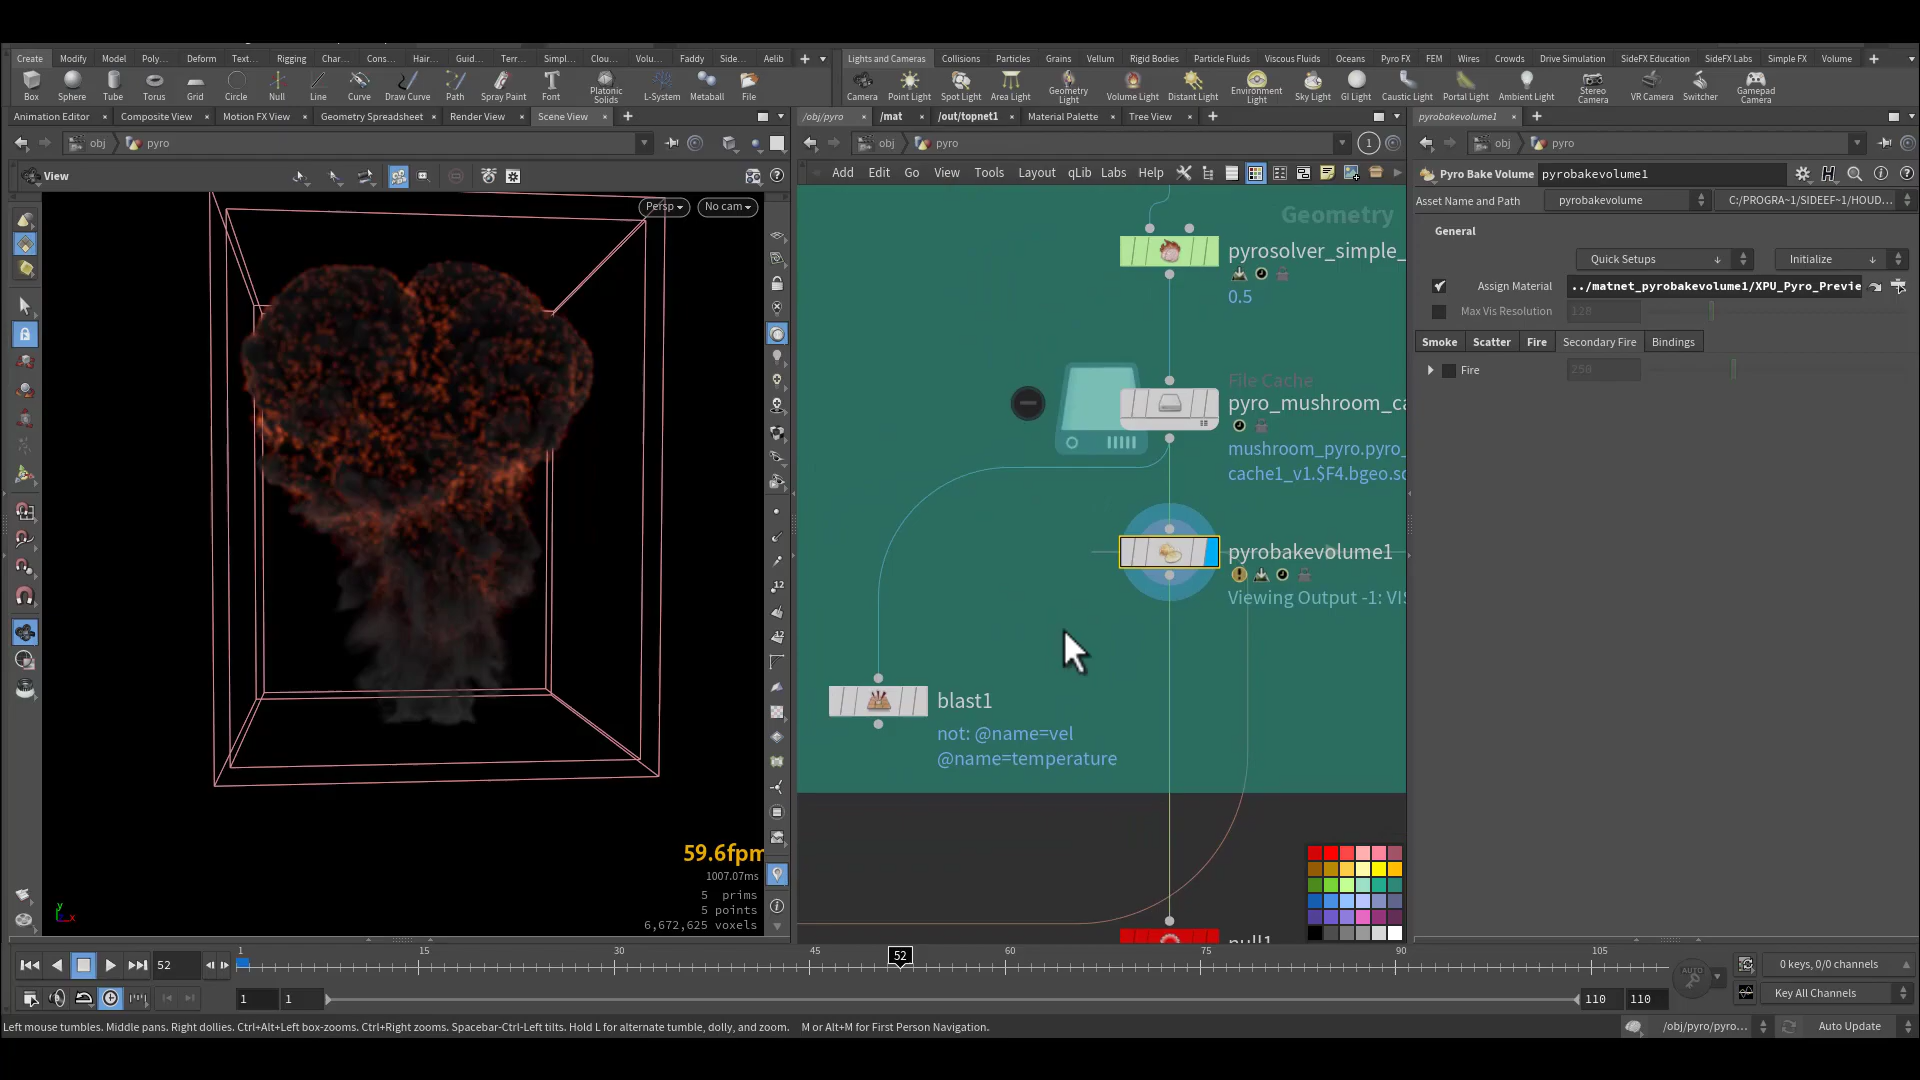 Create Modify Model Poly... Deform Text... Rigging Char... Cons... Hair... Guid... Terr... Simpl... Clou... Volu... Faddy Side... Aelib
Lights and Cameras Collisions Particles Grains Vellum Rigid Bodies Particle Fluids Viscous Fluids Oceans Pyro FX FEM Wires Crowds Drive Simulation SideFX Education SideFX Labs Simple FX Volume
Box Sphere Tube Torus Grid Circle Null Line Curve Draw Curve Path Spray Paint Font Platonic Solids L-System Metaball File
Camera Point Light Spot Light Area Light Geometry Light Volume Light Distant Light Environment Light Sky Light GI Light Caustic Light Portal Light Ambient Light Stereo Camera VR Camera Switcher Gamepad Camera
Animation Editor Composite View Motion FX View Geometry Spreadsheet Render View Scene View
/obj/pyro /mat /out/topnet1 Material Palette Tree View
pyrobakevolume1
obj pyro
obj pyro
1
obj pyro
View
Add Edit Go View Tools Layout qLib Labs Help
Pyro Bake Volume pyrobakevolume1
Asset Name and Path pyrobakevolume C:/PROGRA~1/SIDEEF~1/HOUD...
Persp No cam
Geometry
General
Quick Setups Initialize
Assign Material ../matnet_pyrobakevolume1/XPU_Pyro_Previe
Max Vis Resolution 128
Smoke Scatter Fire Secondary Fire Bindings
Fire 250
pyrosolver_simple_
0.5
File Cache
pyro_mushroom_ca
mushroom_pyro.pyro_
cache1_v1.$F4.bgeo.sc
pyrobakevolume1
Viewing Output -1: VIS
blast1
not: @name=vel
@name=temperature
null1
12
12
59.6fpm
1007.07ms
5 prims
5 points
6,672,625 voxels
y
x
52
1 15 30 45 52 60 75 90 105
AUTO
0 keys, 0/0 channels
1 1 110 110
Key All Channels
Left mouse tumbles. Middle pans. Right dollies. Ctrl+Alt+Left box-zooms. Ctrl+Right zooms. Spacebar-Ctrl-Left tilts. Hold L for alternate tumble, dolly, and zoom. M or Alt+M for First Person Navigation.
/obj/pyro/pyro... Auto Update